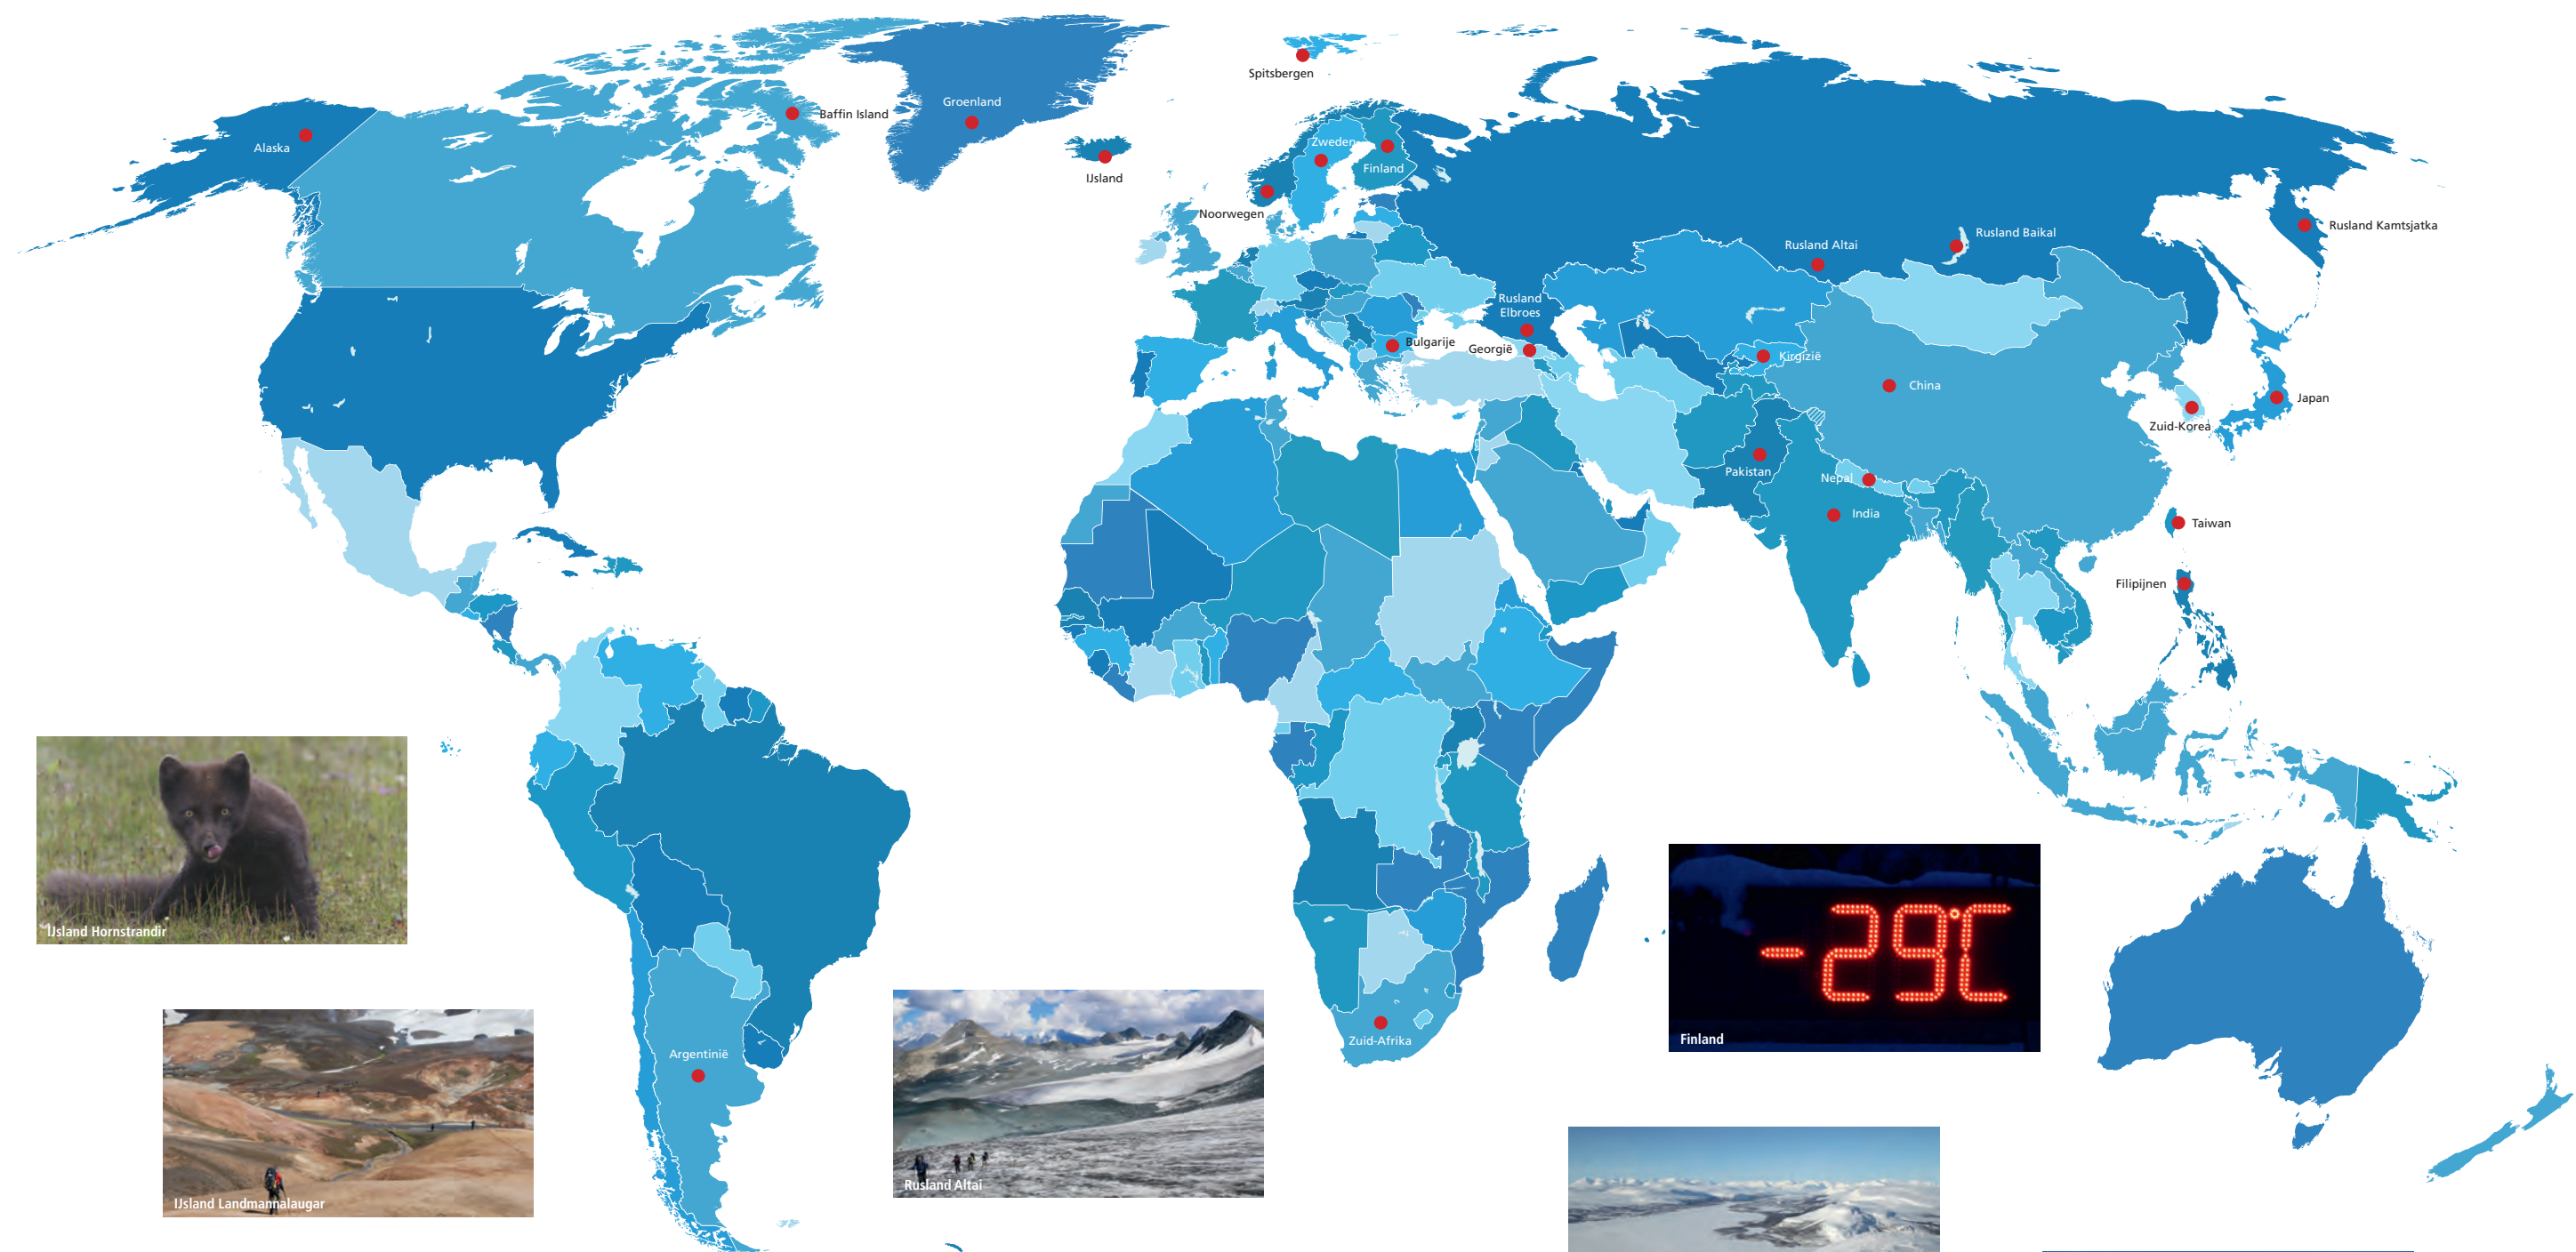 Spitsbergen
Groenland
Baffin Island
Alaska
IJsland
Zweden
Finland
Noorwegen
Rusland Kamtsjatka
Rusland Baikal
Rusland Altai
Rusland
Elbroes
Bulgarije
Georgië
Kirgizië
China
Japan
Zuid-Korea
Pakistan
Nepal
India
Taiwan
Filipijnen
IJsland Hornstrandir
-29°C
Finland
Zuid-Afrika
Argentinië
Rusland Altai
IJsland Landmannalaugar